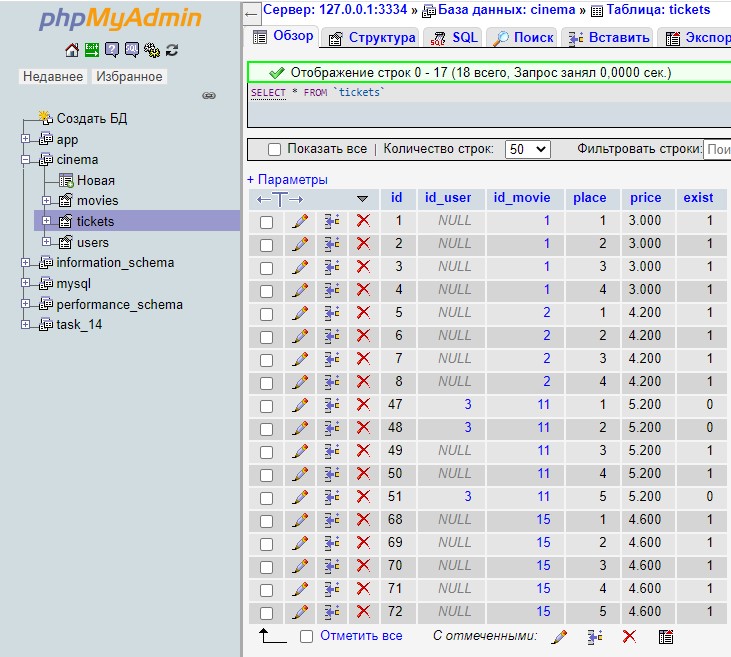 phpMyAdmin
Недавнее Избранное
Создать БД
app
cinema
Новая
movies
tickets
users
information_schema
mysql
performance_schema
task_14
Сервер: 127.0.0.1:3334 » База данных: cinema » Таблица: tickets
Обзор Структура SQL Поиск Вставить Экспор
Отображение строк 0 - 17 (18 всего, Запрос занял 0,0000 сек.)
SELECT * FROM `tickets`
Показать все | Количество строк: 50 Фильтровать строки: Пои
+ Параметры
←T→ id id_user id_movie place price exist
1 NULL 1 1 3.000 1
2 NULL 1 2 3.000 1
3 NULL 1 3 3.000 1
4 NULL 1 4 3.000 1
5 NULL 2 1 4.200 1
6 NULL 2 2 4.200 1
7 NULL 2 3 4.200 1
8 NULL 2 4 4.200 1
47 3 11 1 5.200 0
48 3 11 2 5.200 0
49 NULL 11 3 5.200 1
50 NULL 11 4 5.200 1
51 3 11 5 5.200 0
68 NULL 15 1 4.600 1
69 NULL 15 2 4.600 1
70 NULL 15 3 4.600 1
71 NULL 15 4 4.600 1
72 NULL 15 5 4.600 1
Отметить все С отмеченными: